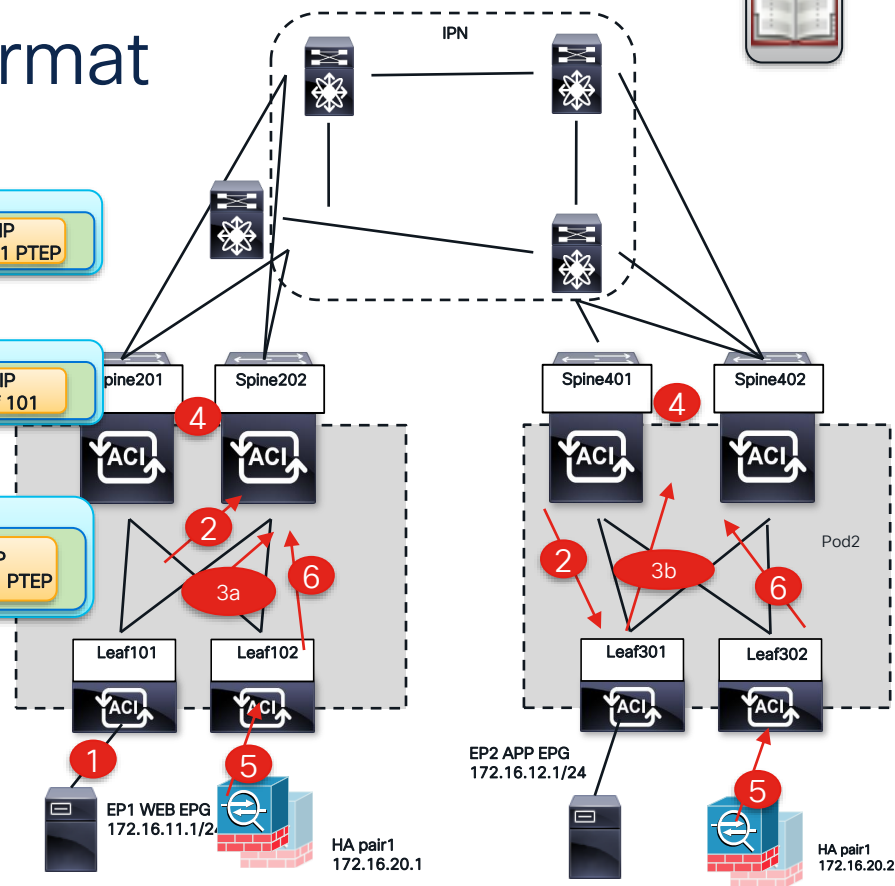 rmat
IPN
IP
1 PTEP
IP
101
PTEP
pine201
Spine202
Spine401
Spine402
4
4
ACI
ACI
ACI
ACI
2
3a
6
2
3b
6
Pod2
Leaf101
Leaf102
Leaf301
Leaf302
ACI
ACI
ACI
ACI
1
5
5
EP1 WEB EPG
172.16.11.1/24
EP2 APP EPG
172.16.12.1/24
HA pair1
172.16.20.1
HA pair1
172.16.20.2